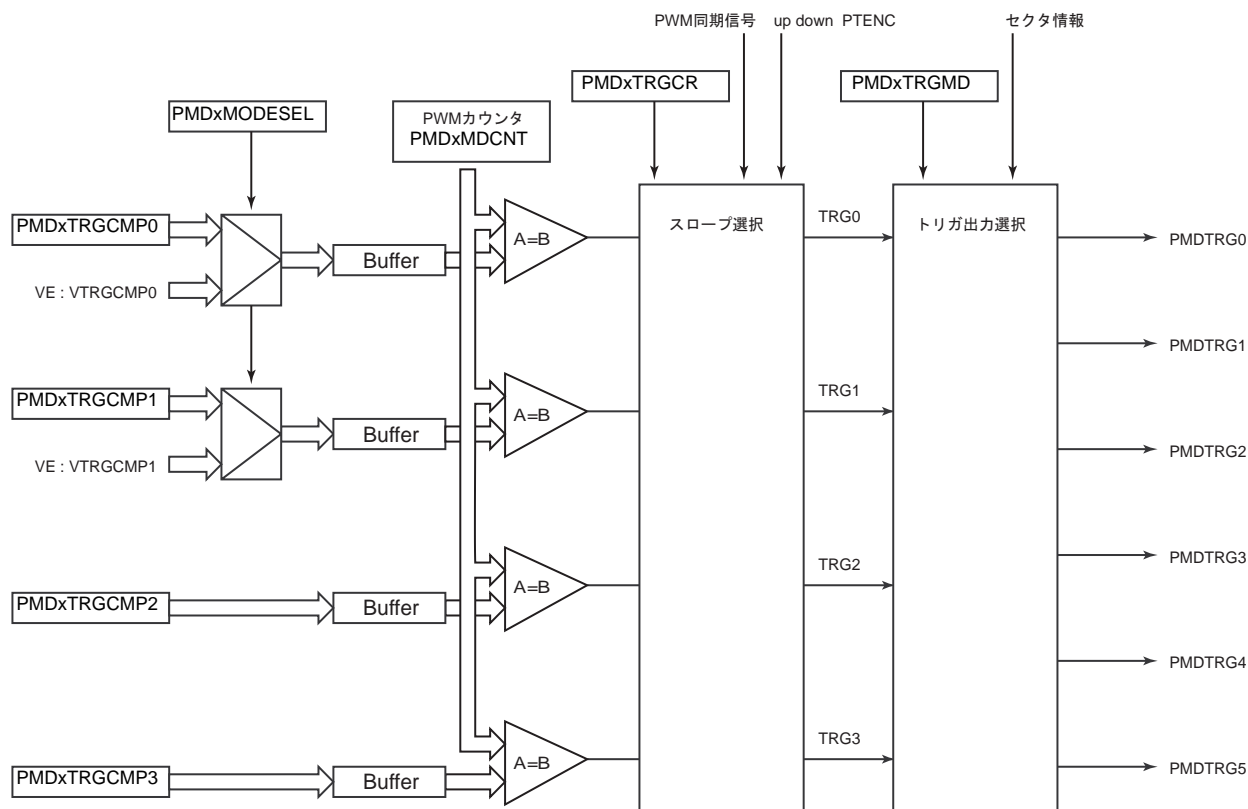 PWM同期信号
up down PTENC
セクタ情報
PMDxTRGCR
PMDxTRGMD
PMDxMODESEL
PWMカウンタ
PMDxMDCNT
PMDxTRGCMP0
VE : VTRGCMP0
Buffer
A=B
スロープ選択
TRG0
トリガ出力選択
PMDTRG0
PMDTRG1
PMDxTRGCMP1
VE : VTRGCMP1
Buffer
A=B
TRG1
PMDTRG2
PMDTRG3
PMDxTRGCMP2
Buffer
A=B
TRG2
PMDTRG4
PMDxTRGCMP3
Buffer
A=B
TRG3
PMDTRG5